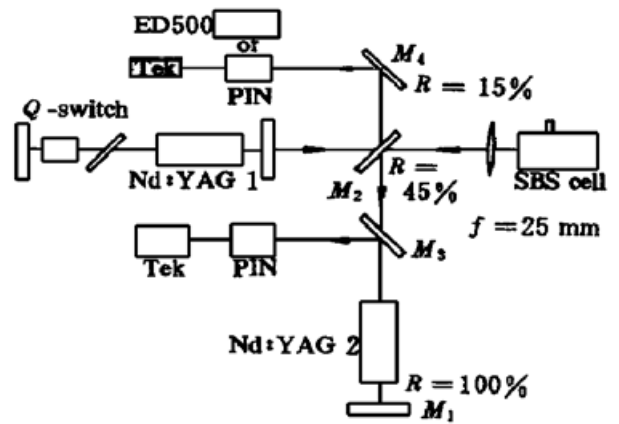 ED500
or
Tek
PIN
M₄
R = 15%
Q-switch
Nd:YAG 1
M₂
R = 45%
SBS cell
f = 25 mm
Tek
PIN
M₃
Nd:YAG 2
R = 100%
M₁